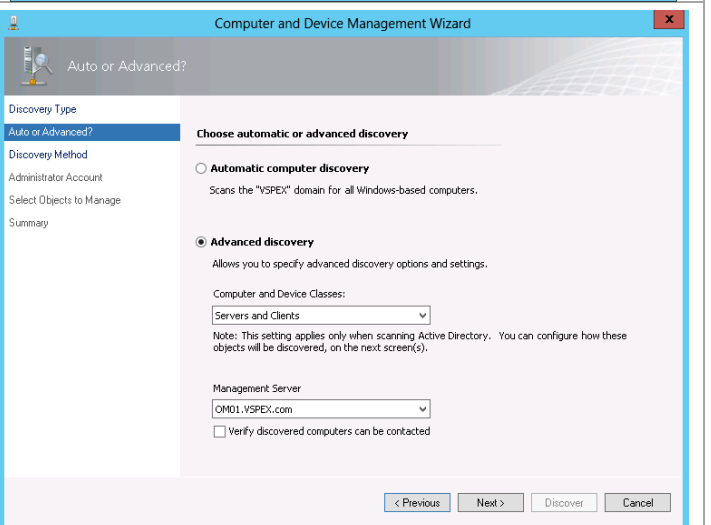 Computer and Device Management Wizard
x
Auto or Advanced?
Discovery Type
Auto or Advanced?
Discovery Method
Administrator Account
Select Objects to Manage
Summary
Choose automatic or advanced discovery
Automatic computer discovery
Scans the "VSPEX" domain for all Windows-based computers.
Advanced discovery
Allows you to specify advanced discovery options and settings.
Computer and Device Classes:
Servers and Clients
Note: This setting applies only when scanning Active Directory. You can configure how these
objects will be discovered, on the next screen(s).
Management Server
OM01.VSPEX.com
Verify discovered computers can be contacted
< Previous Next > Discover Cancel